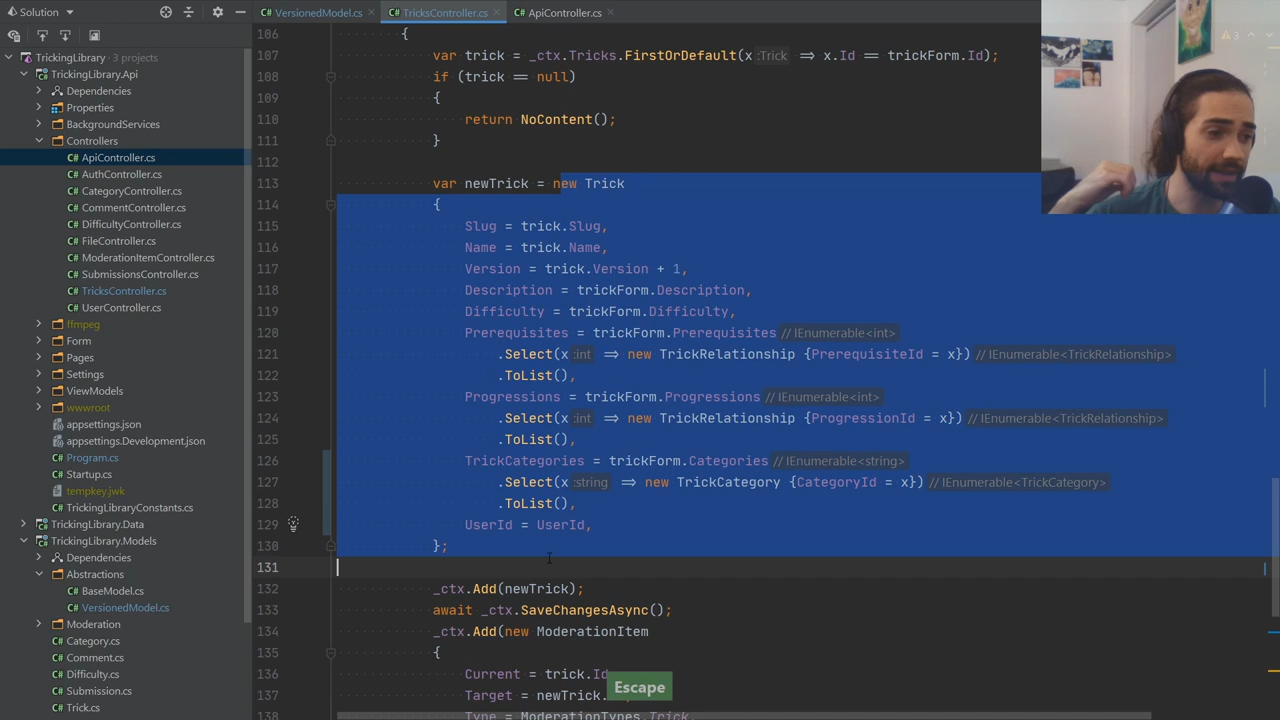 Solution
VersionedModel.cs
TricksController.cs
ApiController.cs
TrickingLibrary 3 projects
TrickingLibrary.Api
Dependencies
Properties
BackgroundServices
Controllers
ApiController.cs
AuthController.cs
CategoryController.cs
CommentController.cs
DifficultyController.cs
FileController.cs
ModerationItemController.cs
SubmissionsController.cs
TricksController.cs
UserController.cs
ffmpeg
Form
Pages
Settings
ViewModels
wwwroot
appsettings.json
appsettings.Development.json
Program.cs
Startup.cs
tempkey.jwk
TrickingLibraryConstants.cs
TrickingLibrary.Data
TrickingLibrary.Models
Dependencies
Abstractions
BaseModel.cs
VersionedModel.cs
Moderation
Category.cs
Comment.cs
Difficulty.cs
Submission.cs
Trick.cs
106 {
107 var trick = _ctx.Tricks.FirstOrDefault(x :Trick => x.Id == trickForm.Id);
108 if (trick == null)
109 {
110 return NoContent();
111 }
112
113 var newTrick = new Trick
114 {
115 Slug = trick.Slug,
116 Name = trick.Name,
117 Version = trick.Version + 1,
118 Description = trickForm.Description,
119 Difficulty = trickForm.Difficulty,
120 Prerequisites = trickForm.Prerequisites // IEnumerable<int>
121 .Select(x :int => new TrickRelationship {PrerequisiteId = x}) // IEnumerable<TrickRelationship>
122 .ToList(),
123 Progressions = trickForm.Progressions // IEnumerable<int>
124 .Select(x :int => new TrickRelationship {ProgressionId = x}) // IEnumerable<TrickRelationship>
125 .ToList(),
126 TrickCategories = trickForm.Categories // IEnumerable<string>
127 .Select(x :string => new TrickCategory {CategoryId = x}) // IEnumerable<TrickCategory>
128 .ToList(),
129 UserId = UserId,
130 };
131
132 _ctx.Add(newTrick);
133 await _ctx.SaveChangesAsync();
134 _ctx.Add(new ModerationItem
135 {
136 Current = trick.Id
137 Target = newTrick.
138 Type = ModerationTypes.Trick,
Escape
3